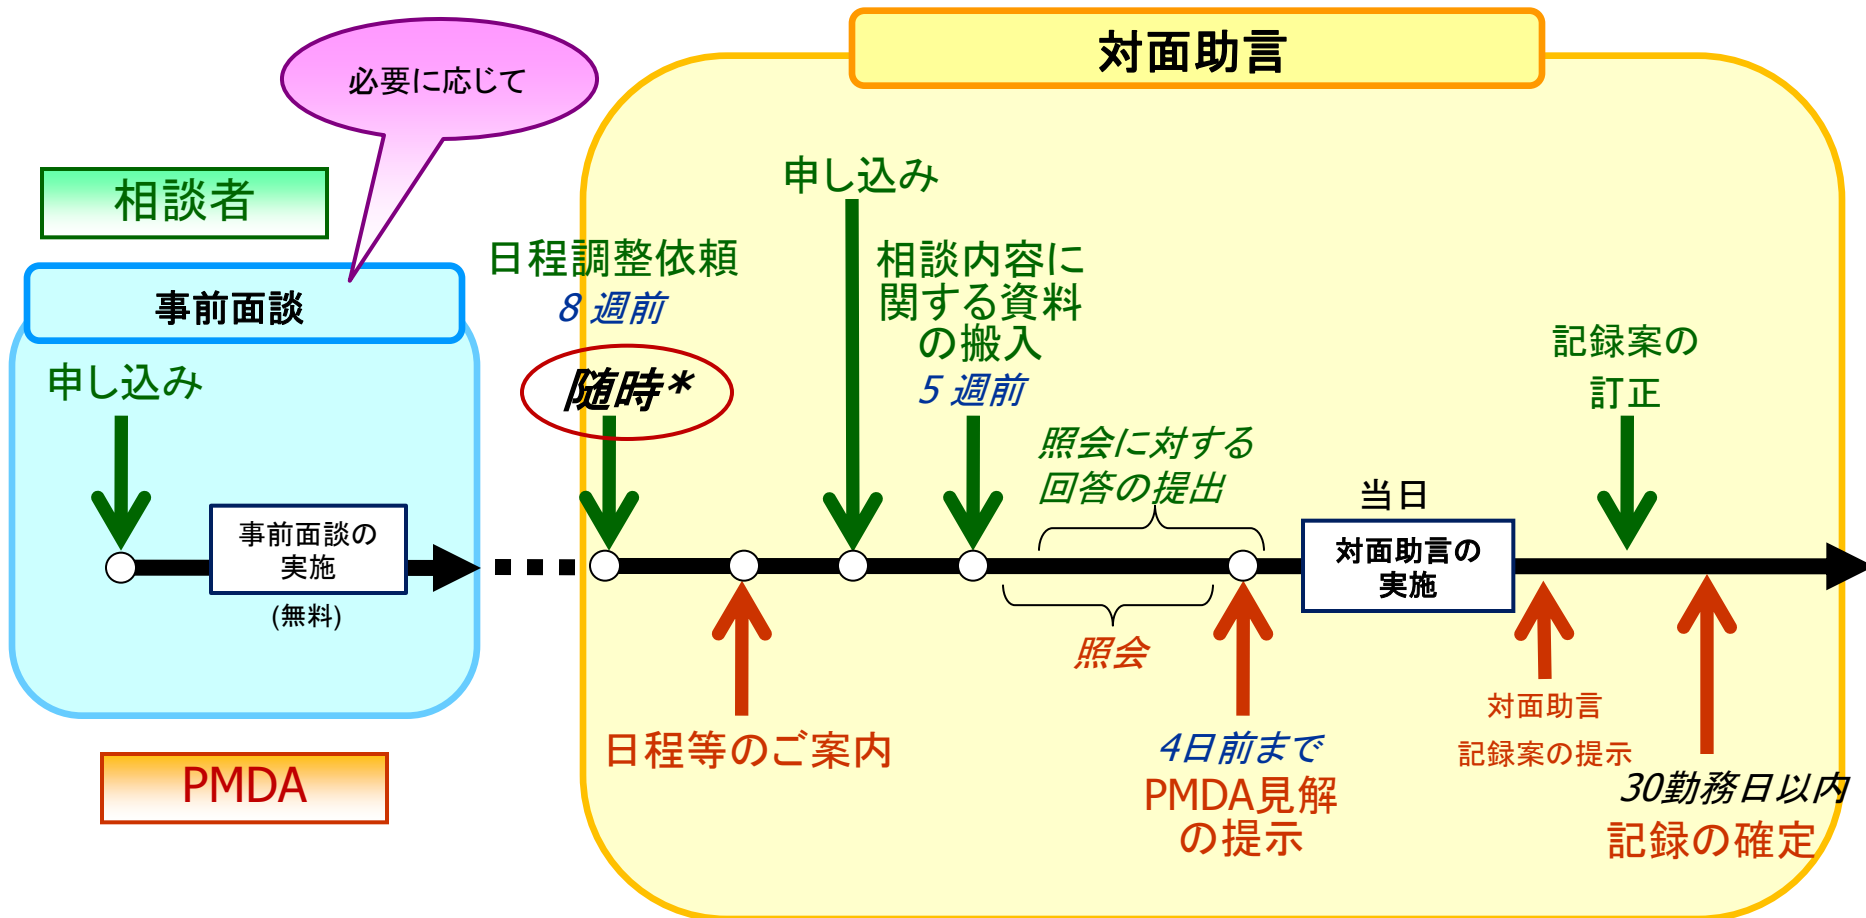 対面助言
必要に応じて
相談者
事前面談
申し込み
事前面談の
実施
(無料)
PMDA
日程調整依頼
8 週前
随時*
申し込み
相談内容に
関する資料
の搬入
5 週前
照会に対する
回答の提出
照会
日程等のご案内
4日前まで
PMDA見解
の提示
当日
対面助言の
実施
記録案の
訂正
対面助言
記録案の提示
30勤務日以内
記録の確定